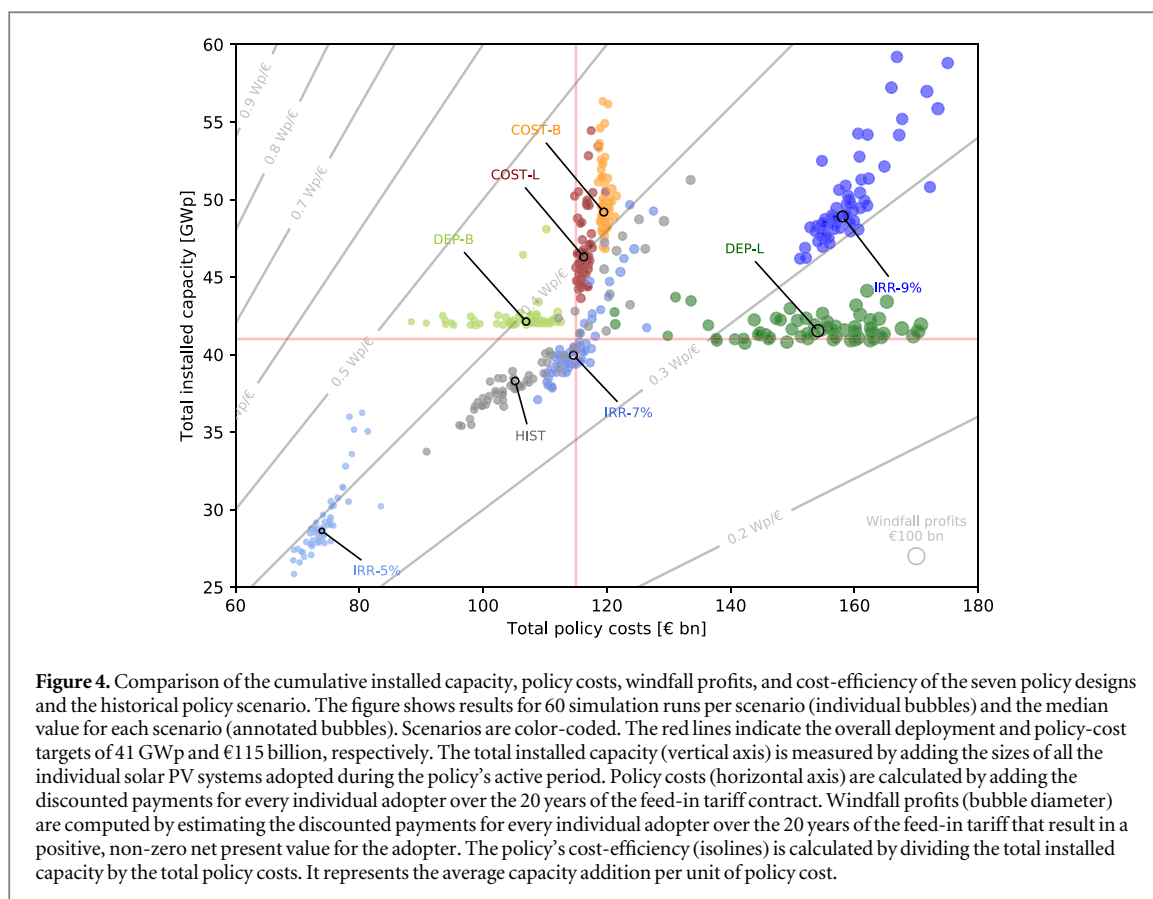 60
55
50
45
40
35
30
25
Total installed capacity [GWp]
60
80
100
120
140
160
180
Total policy costs [€ bn]
0.9 Wp/€
0.8 Wp/€
0.7 Wp/€
Wp/€
0.5 Wp/€
0.4 Wp/€
0.3 Wp/€
0.2 Wp/€
COST-B
COST-L
DEP-B
DEP-L
IRR-9%
IRR-7%
HIST
IRR-5%
Windfall profits
€100 bn
Figure 4. Comparison of the cumulative installed capacity, policy costs, windfall profits, and cost-efficiency of the seven policy designs
and the historical policy scenario. The figure shows results for 60 simulation runs per scenario (individual bubbles) and the median
value for each scenario (annotated bubbles). Scenarios are color-coded. The red lines indicate the overall deployment and policy-cost
targets of 41 GWp and €115 billion, respectively. The total installed capacity (vertical axis) is measured by adding the sizes of all the
individual solar PV systems adopted during the policy's active period. Policy costs (horizontal axis) are calculated by adding the
discounted payments for every individual adopter over the 20 years of the feed-in tariff contract. Windfall profits (bubble diameter)
are computed by estimating the discounted payments for every individual adopter over the 20 years of the feed-in tariff that result in a
positive, non-zero net present value for the adopter. The policy's cost-efficiency (isolines) is calculated by dividing the total installed
capacity by the total policy costs. It represents the average capacity addition per unit of policy cost.